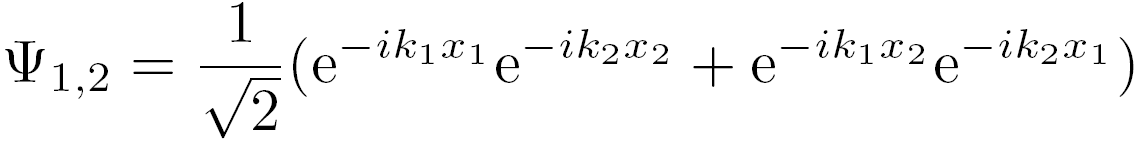 Ψ_{1,2} = \frac{1}{\sqrt{2}}(e^{-ik_1x_1}e^{-ik_2x_2} + e^{-ik_1x_2}e^{-ik_2x_1})